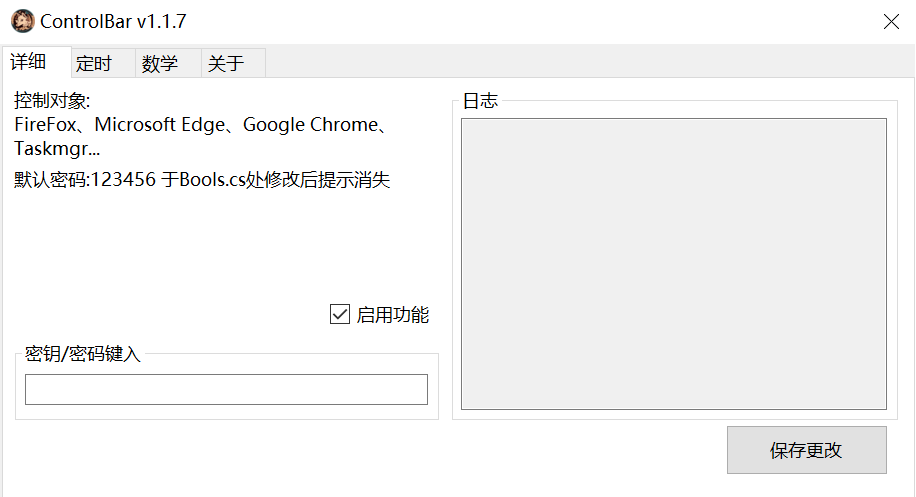 ControlBar v1.1.7
详细 定时 数学 关于
控制对象:
FireFox、Microsoft Edge、Google Chrome、
Taskmgr...
默认密码:123456 于Bools.cs处修改后提示消失
启用功能
密钥/密码键入
日志
保存更改